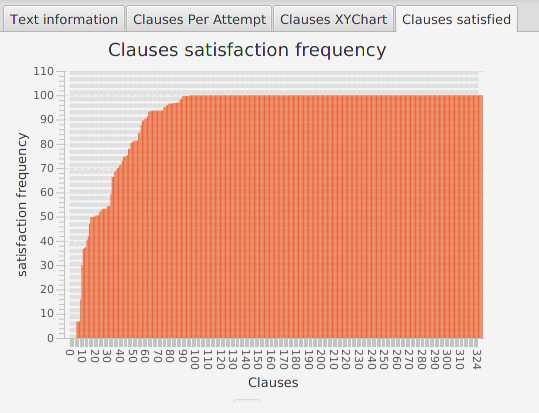 Text information
Clauses Per Attempt
Clauses XYChart
Clauses satisfied
Clauses satisfaction frequency
satisfaction frequency
110
100
90
80
70
60
50
40
30
20
10
0
0 10 20 30 40 50 60 70 80 90 100 110 120 130 140 150 160 170 180 190 200 210 220 230 240 250 260 270 280 290 300 310 324
Clauses